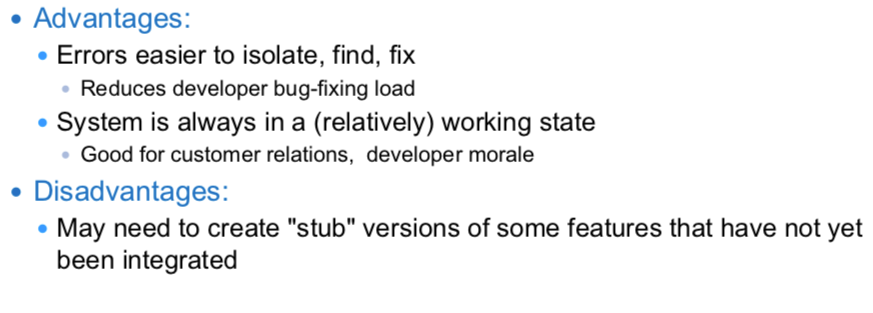 Advantages:
Errors easier to isolate, find, fix
Reduces developer bug-fixing load
System is always in a (relatively) working state
Good for customer relations,  developer morale
Disadvantages:
May need to create "stub" versions of some features that have not yet
been integrated